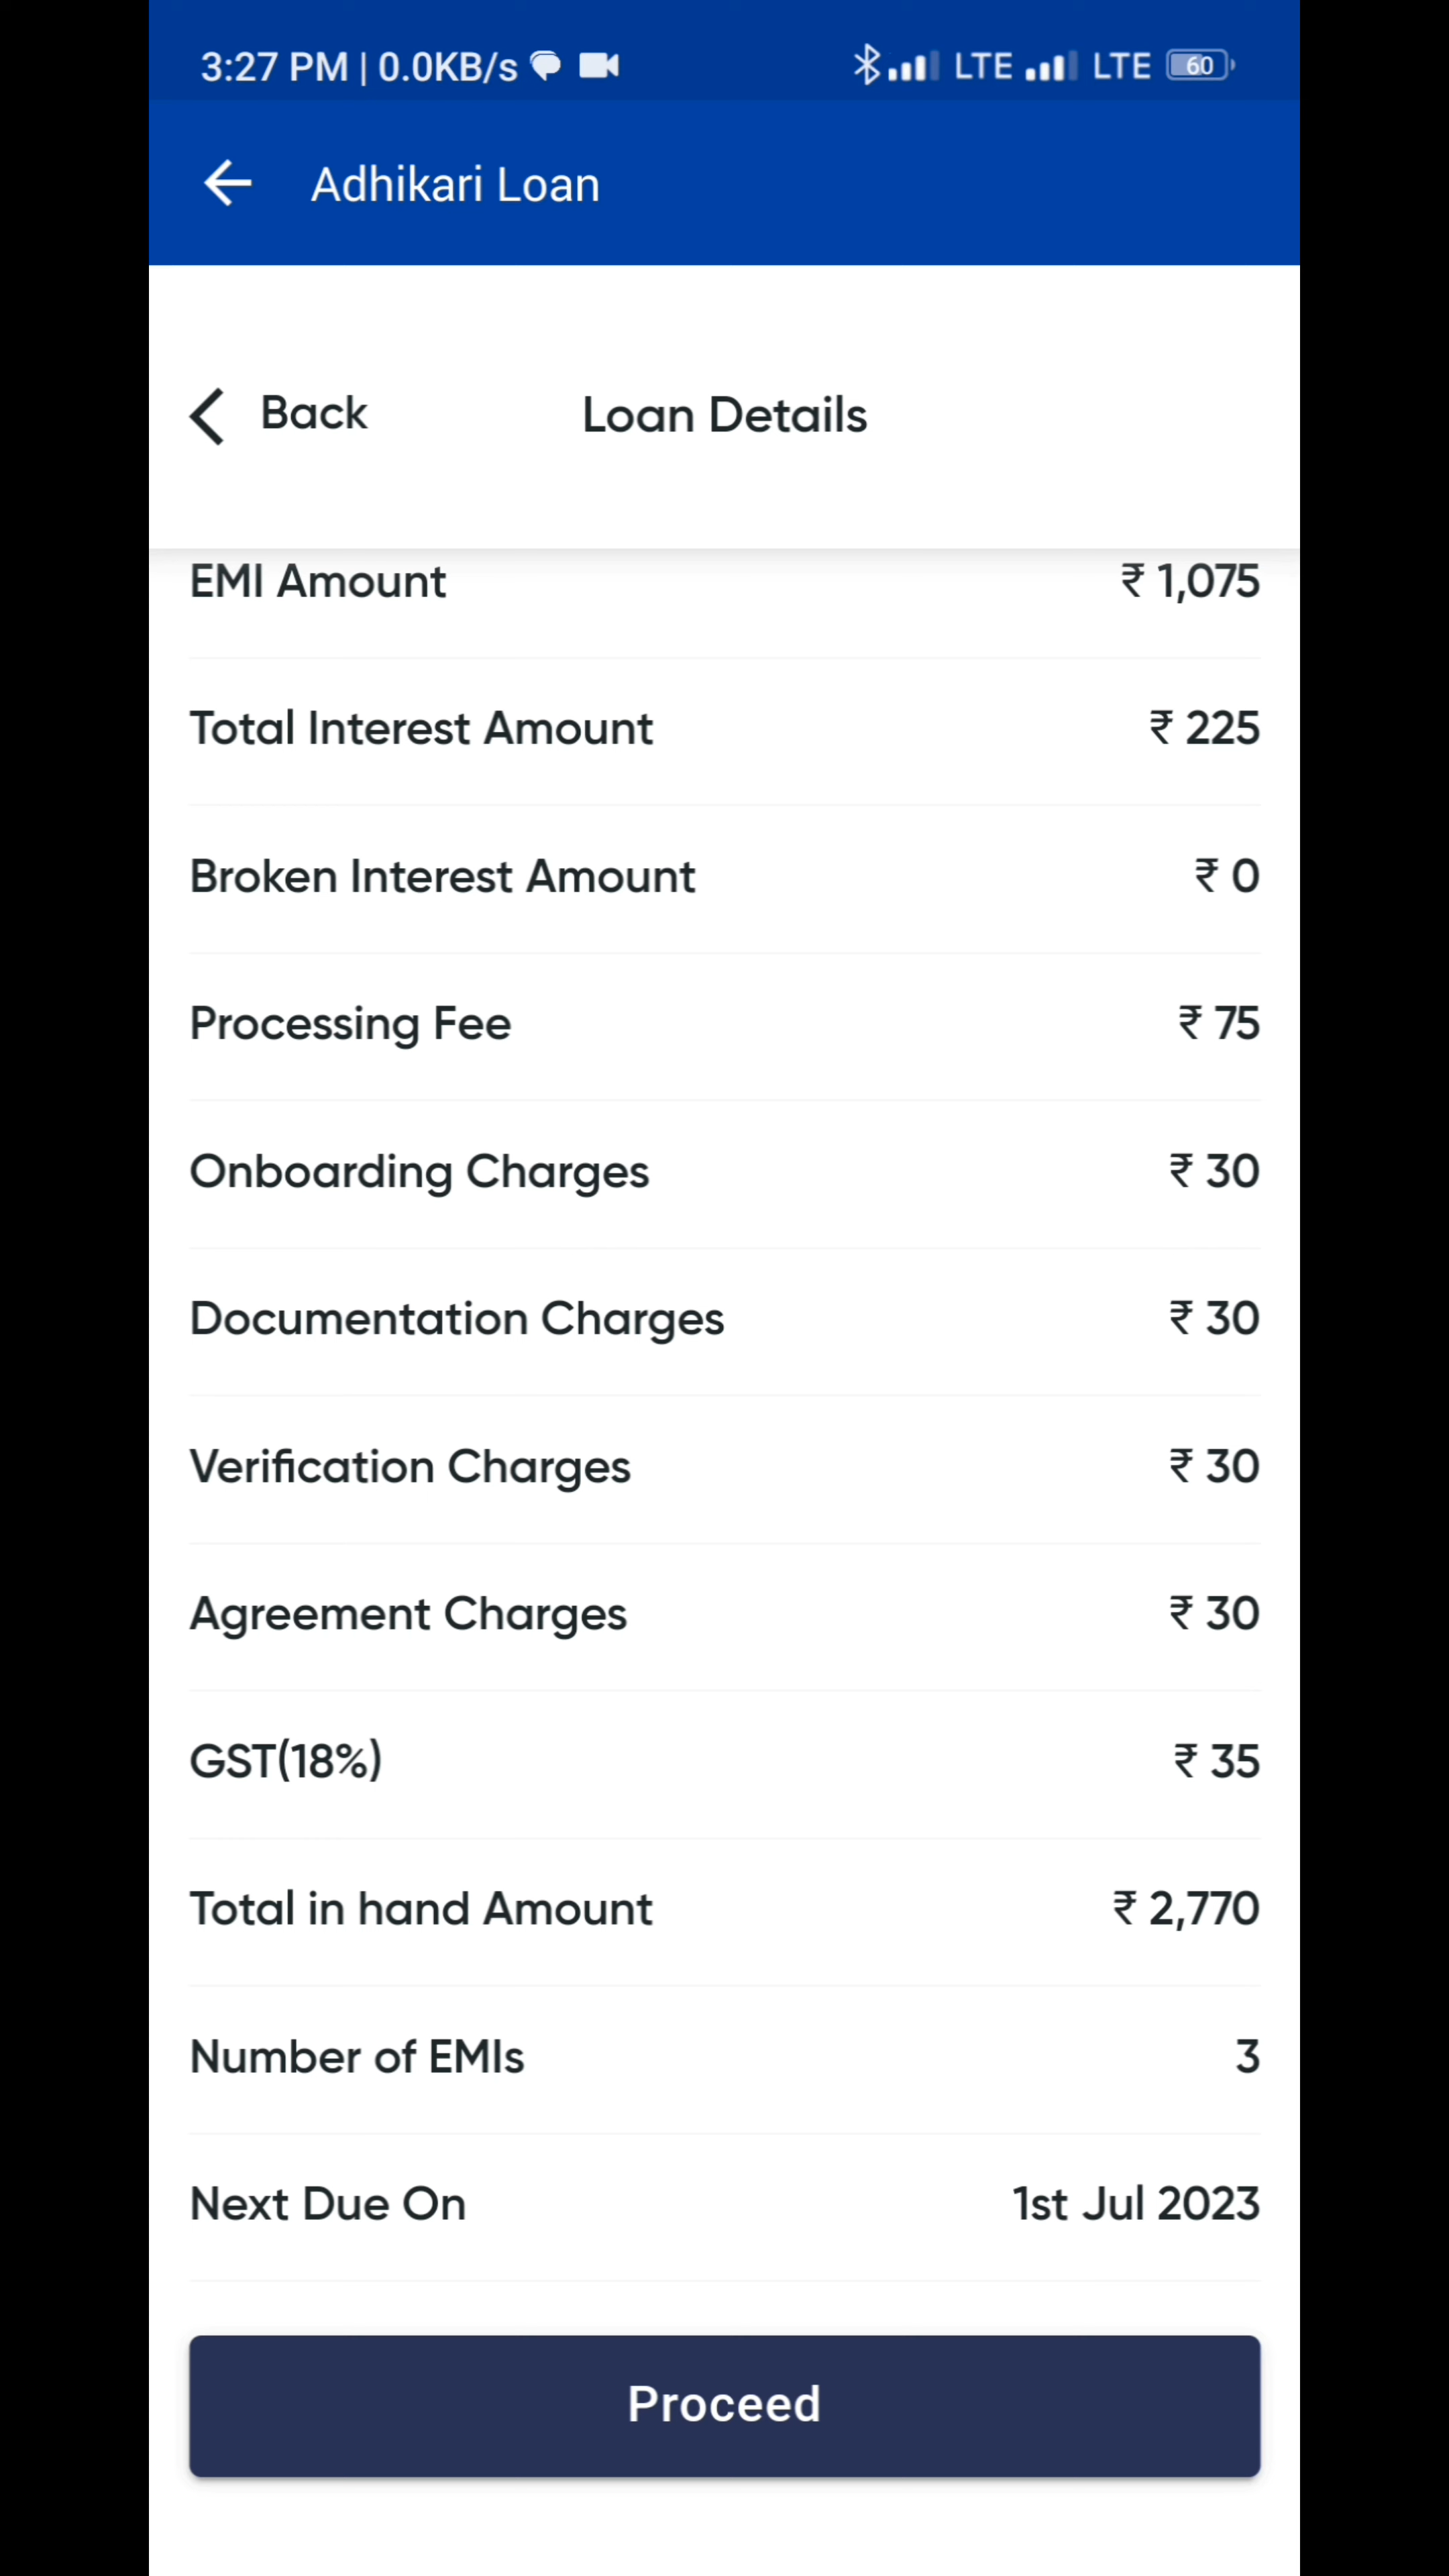 3:27 PM | 0.0KB/s LTE LTE 60
Adhikari Loan
Back Loan Details
EMI Amount ₹ 1,075
Total Interest Amount ₹ 225
Broken Interest Amount ₹ 0
Processing Fee ₹ 75
Onboarding Charges ₹ 30
Documentation Charges ₹ 30
Verification Charges ₹ 30
Agreement Charges ₹ 30
GST(18%) ₹ 35
Total in hand Amount ₹ 2,770
Number of EMIs 3
Next Due On 1st Jul 2023
Proceed